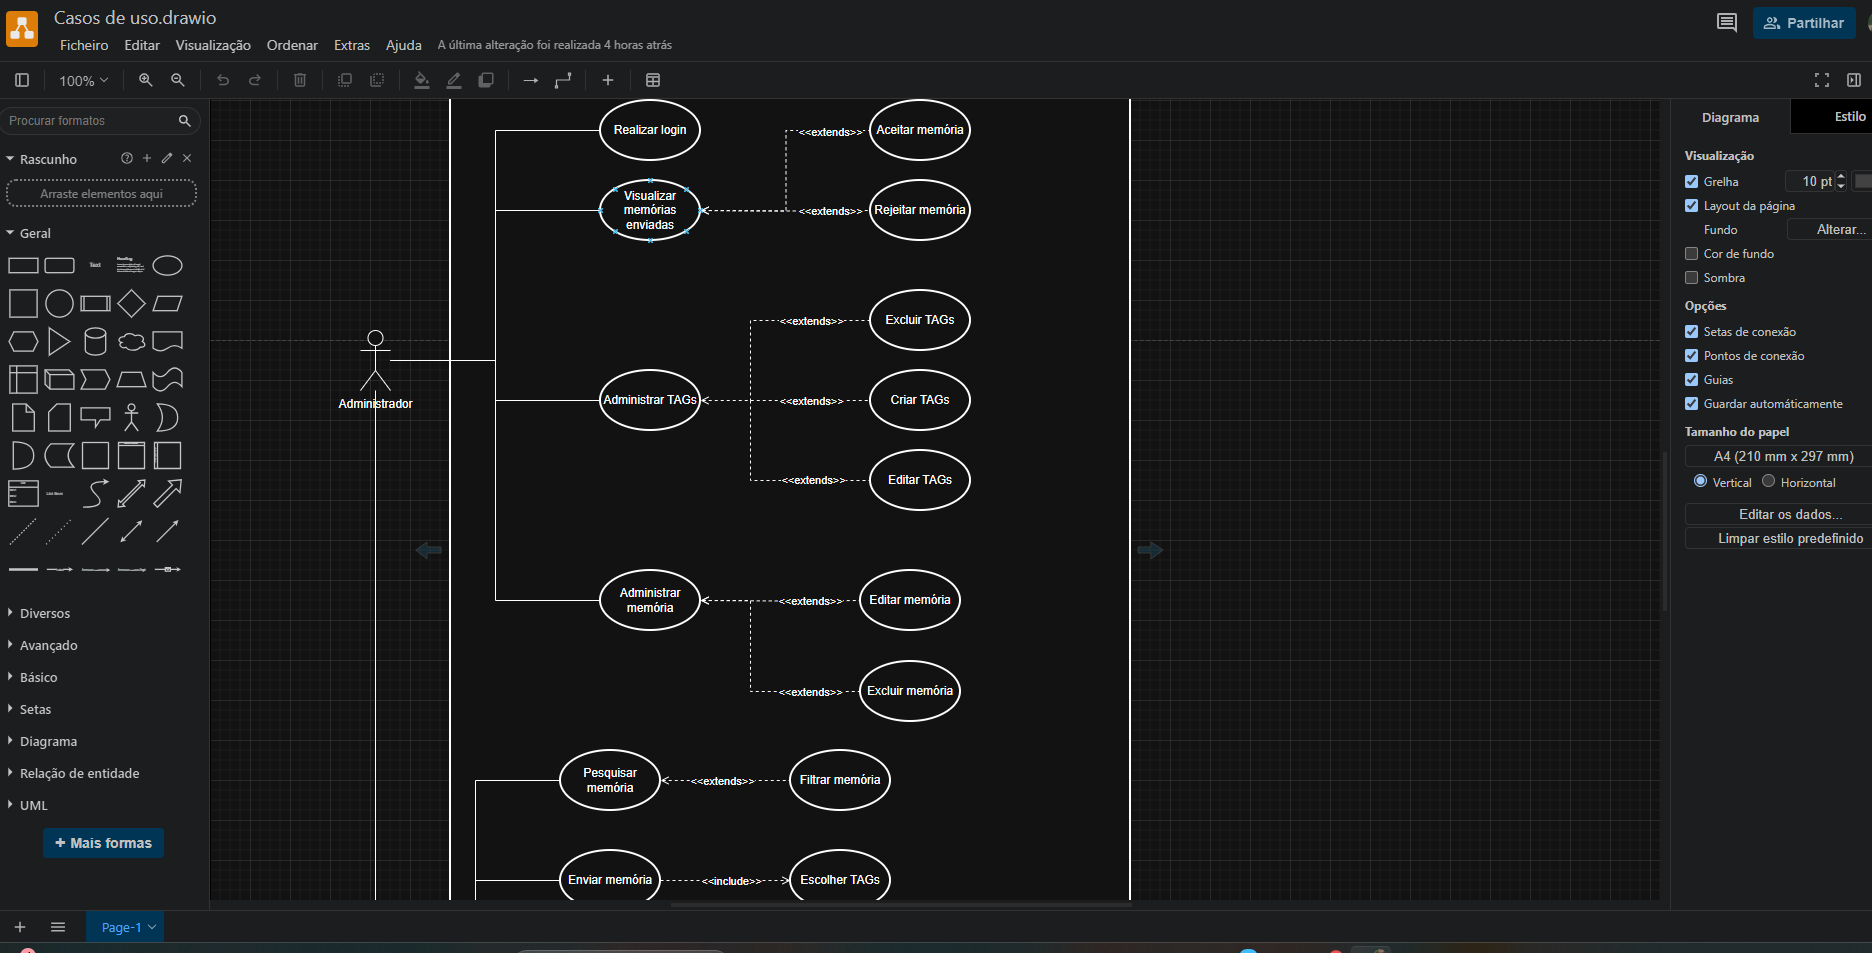 Casos de uso.drawio
Ficheiro Editar Visualização Ordenar Extras Ajuda A última alteração foi realizada 4 horas atrás
Partilhar
100%
Procurar formatos
Rascunho
Arraste elementos aqui
Geral
Text
Heading
Diversos
Avançado
Básico
Setas
Diagrama
Relação de entidade
UML
+ Mais formas
Realizar login
<<extends>>
Aceitar memória
Visualizar
memórias
enviadas
<<extends>>
Rejeitar memória
<<extends>>
Excluir TAGs
Administrador
Administrar TAGs
<<extends>>
Criar TAGs
<<extends>>
Editar TAGs
Administrar
memória
<<extends>>
Editar memória
<<extends>>
Excluir memória
Pesquisar
memória
<<extends>>
Filtrar memória
Enviar memória
<<include>>
Escolher TAGs
Diagrama
Estilo
Visualização
Grelha
10 pt
Layout da página
Fundo
Alterar...
Cor de fundo
Sombra
Opções
Setas de conexão
Pontos de conexão
Guias
Guardar automáticamente
Tamanho do papel
A4 (210 mm x 297 mm)
Vertical Horizontal
Editar os dados...
Limpar estilo predefinido
Page-1